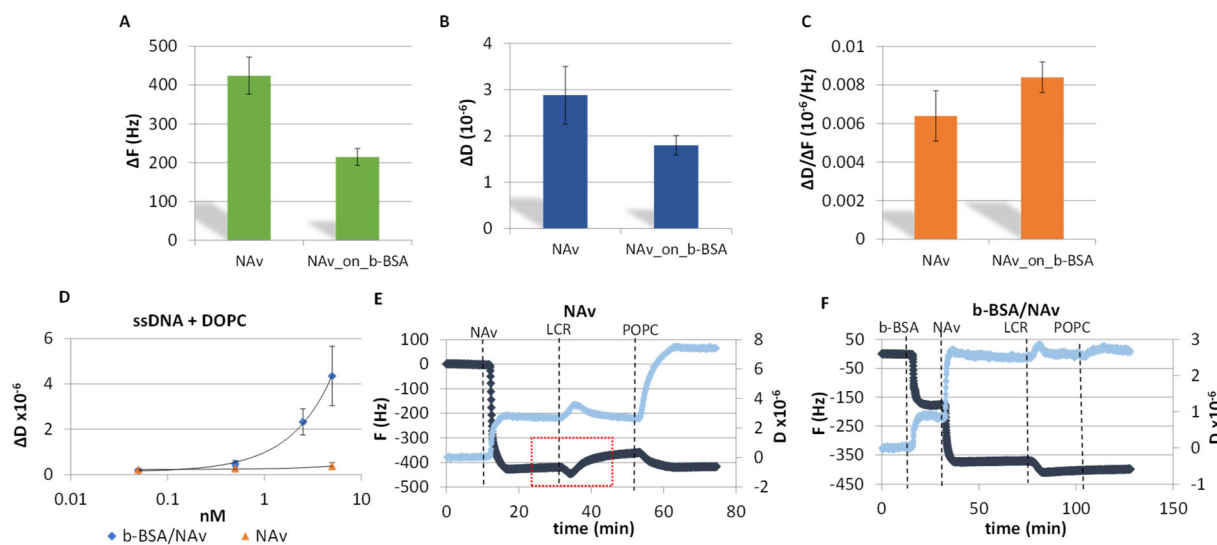 A
ΔF (Hz)
500
400
300
200
100
0
NAv NAv_on_b-BSA
B
ΔD (10⁻⁶)
4
3
2
1
0
NAv NAv_on_b-BSA
C
ΔD/ΔF (10⁻⁶/Hz)
0.01
0.008
0.006
0.004
0.002
0
NAv NAv_on_b-BSA
D
ssDNA + DOPC
ΔD x10⁻⁶
6
4
2
0
0.01 0.1 1 10
nM
b-BSA/NAv NAv
E
NAv
NAv LCR POPC
F (Hz)
100
0
-100
-200
-300
-400
-500
8
6
4
2
0
-2
D x10⁻⁶
0 20 40 60 80
time (min)
F
b-BSA/NAv
b-BSA NAv LCR POPC
F (Hz)
50
-50
-150
-250
-350
-450
3
2
1
0
-1
D x10⁻⁶
0 50 100 150
time (min)